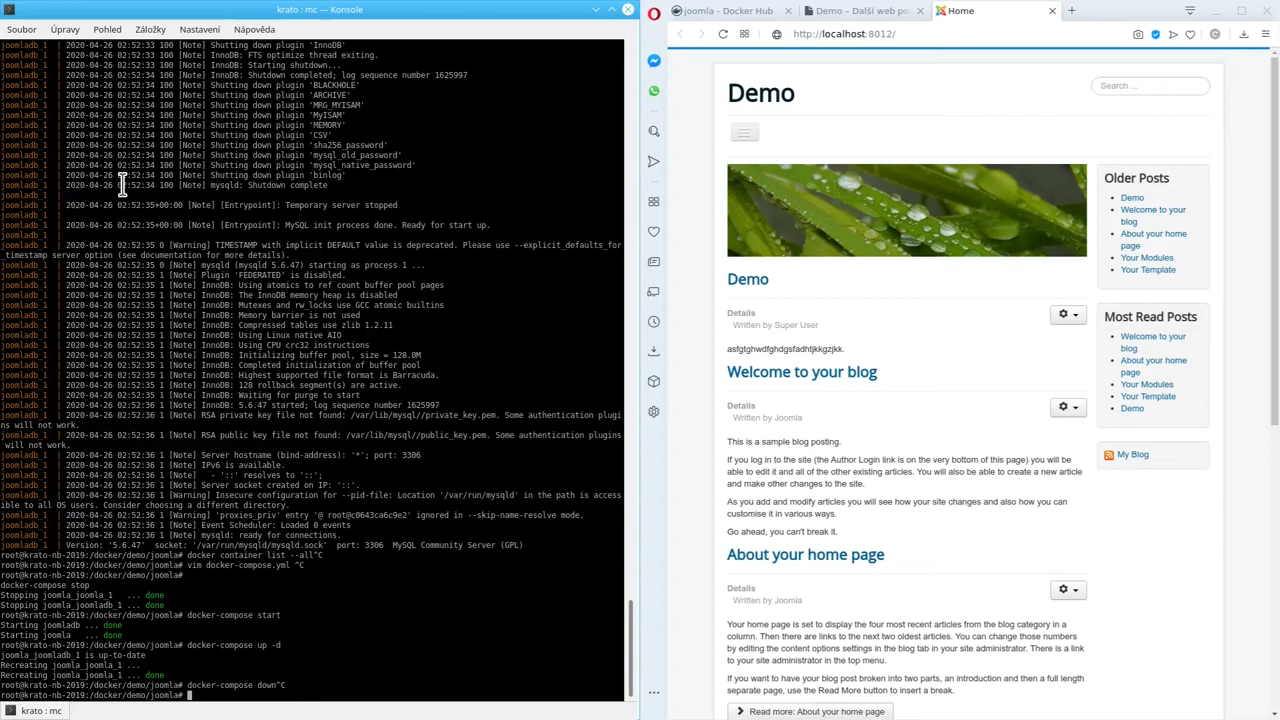 krato : mc — Konsole
Soubor Upravy Pohled Záložky Nastavení Nápověda
joomladb_1 | 2020-04-26 02:52:33 100 [Note] Shutting down plugin 'InnoDB'
joomladb_1 | 2020-04-26 02:52:33 100 [Note] InnoDB: FTS optimize thread exiting.
joomladb_1 | 2020-04-26 02:52:33 100 [Note] InnoDB: Starting shutdown...
joomladb_1 | 2020-04-26 02:52:34 100 [Note] InnoDB: Shutdown completed; log sequence number 1625997
joomladb_1 | 2020-04-26 02:52:34 100 [Note] Shutting down plugin 'BLACKHOLE'
joomladb_1 | 2020-04-26 02:52:34 100 [Note] Shutting down plugin 'ARCHIVE'
joomladb_1 | 2020-04-26 02:52:34 100 [Note] Shutting down plugin 'MRG_MYISAM'
joomladb_1 | 2020-04-26 02:52:34 100 [Note] Shutting down plugin 'MyISAM'
joomladb_1 | 2020-04-26 02:52:34 100 [Note] Shutting down plugin 'MEMORY'
joomladb_1 | 2020-04-26 02:52:34 100 [Note] Shutting down plugin 'CSV'
joomladb_1 | 2020-04-26 02:52:34 100 [Note] Shutting down plugin 'sha256_password'
joomladb_1 | 2020-04-26 02:52:34 100 [Note] Shutting down plugin 'mysql_old_password'
joomladb_1 | 2020-04-26 02:52:34 100 [Note] Shutting down plugin 'mysql_native_password'
joomladb_1 | 2020-04-26 02:52:34 100 [Note] Shutting down plugin 'binlog'
joomladb_1 | 2020-04-26 02:52:34 100 [Note] mysqld: Shutdown complete
joomladb_1 |
joomladb_1 | 2020-04-26 02:52:35+00:00 [Note] [Entrypoint]: Temporary server stopped
joomladb_1 |
joomladb_1 | 2020-04-26 02:52:35+00:00 [Note] [Entrypoint]: MySQL init process done. Ready for start up.
joomladb_1 |
joomladb_1 | 2020-04-26 02:52:35 0 [Warning] TIMESTAMP with implicit DEFAULT value is deprecated. Please use --explicit_defaults_for
_timestamp server option (see documentation for more details).
joomladb_1 | 2020-04-26 02:52:35 0 [Note] mysqld (mysqld 5.6.47) starting as process 1 ...
joomladb_1 | 2020-04-26 02:52:35 1 [Note] Plugin 'FEDERATED' is disabled.
joomladb_1 | 2020-04-26 02:52:35 1 [Note] InnoDB: Using atomics to ref count buffer pool pages
joomladb_1 | 2020-04-26 02:52:35 1 [Note] InnoDB: The InnoDB memory heap is disabled
joomladb_1 | 2020-04-26 02:52:35 1 [Note] InnoDB: Mutexes and rw_locks use GCC atomic builtins
joomladb_1 | 2020-04-26 02:52:35 1 [Note] InnoDB: Memory barrier is not used
joomladb_1 | 2020-04-26 02:52:35 1 [Note] InnoDB: Compressed tables use zlib 1.2.11
joomladb_1 | 2020-04-26 02:52:35 1 [Note] InnoDB: Using Linux native AIO
joomladb_1 | 2020-04-26 02:52:35 1 [Note] InnoDB: Using CPU crc32 instructions
joomladb_1 | 2020-04-26 02:52:35 1 [Note] InnoDB: Initializing buffer pool, size = 128.0M
joomladb_1 | 2020-04-26 02:52:35 1 [Note] InnoDB: Completed initialization of buffer pool
joomladb_1 | 2020-04-26 02:52:35 1 [Note] InnoDB: Highest supported file format is Barracuda.
joomladb_1 | 2020-04-26 02:52:35 1 [Note] InnoDB: 128 rollback segment(s) are active.
joomladb_1 | 2020-04-26 02:52:35 1 [Note] InnoDB: Waiting for purge to start
joomladb_1 | 2020-04-26 02:52:35 1 [Note] InnoDB: 5.6.47 started; log sequence number 1625997
joomladb_1 | 2020-04-26 02:52:36 1 [Note] RSA private key file not found: /var/lib/mysql//private_key.pem. Some authentication plugi
ns will not work.
joomladb_1 | 2020-04-26 02:52:36 1 [Note] RSA public key file not found: /var/lib/mysql//public_key.pem. Some authentication plugins
will not work.
joomladb_1 | 2020-04-26 02:52:36 1 [Note] Server hostname (bind-address): '*'; port: 3306
joomladb_1 | 2020-04-26 02:52:36 1 [Note] IPv6 is available.
joomladb_1 | 2020-04-26 02:52:36 1 [Note]   - '::' resolves to '::';
joomladb_1 | 2020-04-26 02:52:36 1 [Note] Server socket created on IP: '::'.
joomladb_1 | 2020-04-26 02:52:36 1 [Warning] Insecure configuration for --pid-file: Location '/var/run/mysqld' in the path is access
ible to all OS users. Consider choosing a different directory.
joomladb_1 | 2020-04-26 02:52:36 1 [Warning] 'proxies_priv' entry '@ root@c0643ca6c9e2' ignored in --skip-name-resolve mode.
joomladb_1 | 2020-04-26 02:52:36 1 [Note] Event Scheduler: Loaded 0 events
joomladb_1 | 2020-04-26 02:52:36 1 [Note] mysqld: ready for connections.
joomladb_1 | Version: '5.6.47' socket: '/var/run/mysqld/mysqld.sock' port: 3306 MySQL Community Server (GPL)
root@krato-nb-2019:/docker/demo/joomla# docker container list --all^C
root@krato-nb-2019:/docker/demo/joomla# vim docker-compose.yml ^C
root@krato-nb-2019:/docker/demo/joomla#
docker-compose stop
Stopping joomla_joomla_1 ... done
Stopping joomla_joomladb_1 ... done
root@krato-nb-2019:/docker/demo/joomla# docker-compose start
Starting joomladb ... done
Starting joomla ... done
root@krato-nb-2019:/docker/demo/joomla# docker-compose up -d
joomla_joomladb_1 is up-to-date
Recreating joomla_joomla_1 ...
Recreating joomla_joomla_1 ... done
root@krato-nb-2019:/docker/demo/joomla# docker-compose down^C
root@krato-nb-2019:/docker/demo/joomla#
krato : mc
joomla - Docker Hub
Demo – Další web po
Home
http://localhost:8012/
Demo
Search ...
Demo
Details
Written by Super User
asfgtghwdfghdgsfadhtjkkgzjkk.
Welcome to your blog
Details
Written by Joomla
This is a sample blog posting.
If you log in to the site (the Author Login link is on the very bottom of this page) you will be
able to edit it and all of the other existing articles. You will also be able to create a new article
and make other changes to the site.
As you add and modify articles you will see how your site changes and also how you can
customise it in various ways.
Go ahead, you can't break it.
About your home page
Details
Written by Joomla
Your home page is set to display the four most recent articles from the blog category in a
column. Then there are links to the next two oldest articles. You can change those numbers
by editing the content options settings in the blog tab in your site administrator. There is a link
to your site administrator in the top menu.
If you want to have your blog post broken into two parts, an introduction and then a full length
separate page, use the Read More button to insert a break.
Read more: About your home page
Older Posts
Demo
Welcome to your
blog
About your home
page
Your Modules
Your Template
Most Read Posts
Welcome to your
blog
About your home
page
Your Modules
Your Template
Demo
My Blog